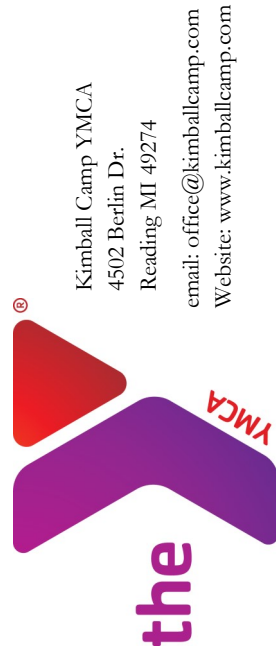 the
YMCA
®
Kimball Camp YMCA
4502 Berlin Dr.
Reading MI 49274
email: office@kimballcamp.com
Website: www.kimballcamp.com